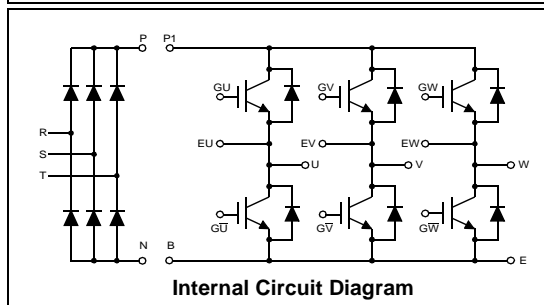 P P1
GU GV GW
R
EU EV EW
S
U V W
T
GU̅ GV̅ GW̅
N B
E
Internal Circuit Diagram